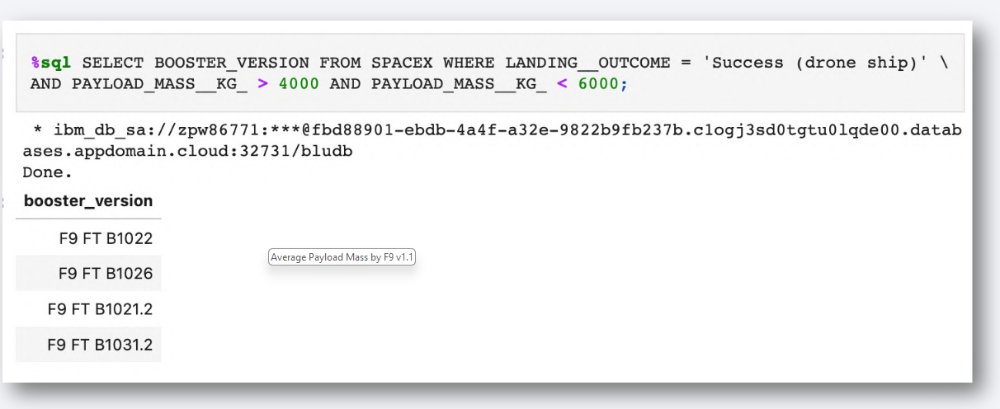 %sql SELECT BOOSTER_VERSION FROM SPACEX WHERE LANDING__OUTCOME = 'Success (drone ship)' \
AND PAYLOAD_MASS__KG_ > 4000 AND PAYLOAD_MASS__KG_ < 6000;
* ibm_db_sa://zpw86771:***@fbd88901-ebdb-4a4f-a32e-9822b9fb237b.c1ogj3sd0tgtu0lqde00.datab
ases.appdomain.cloud:32731/bludb
Done.
booster_version
F9 FT B1022
Average Payload Mass by F9 v1.1
F9 FT B1026
F9 FT B1021.2
F9 FT B1031.2